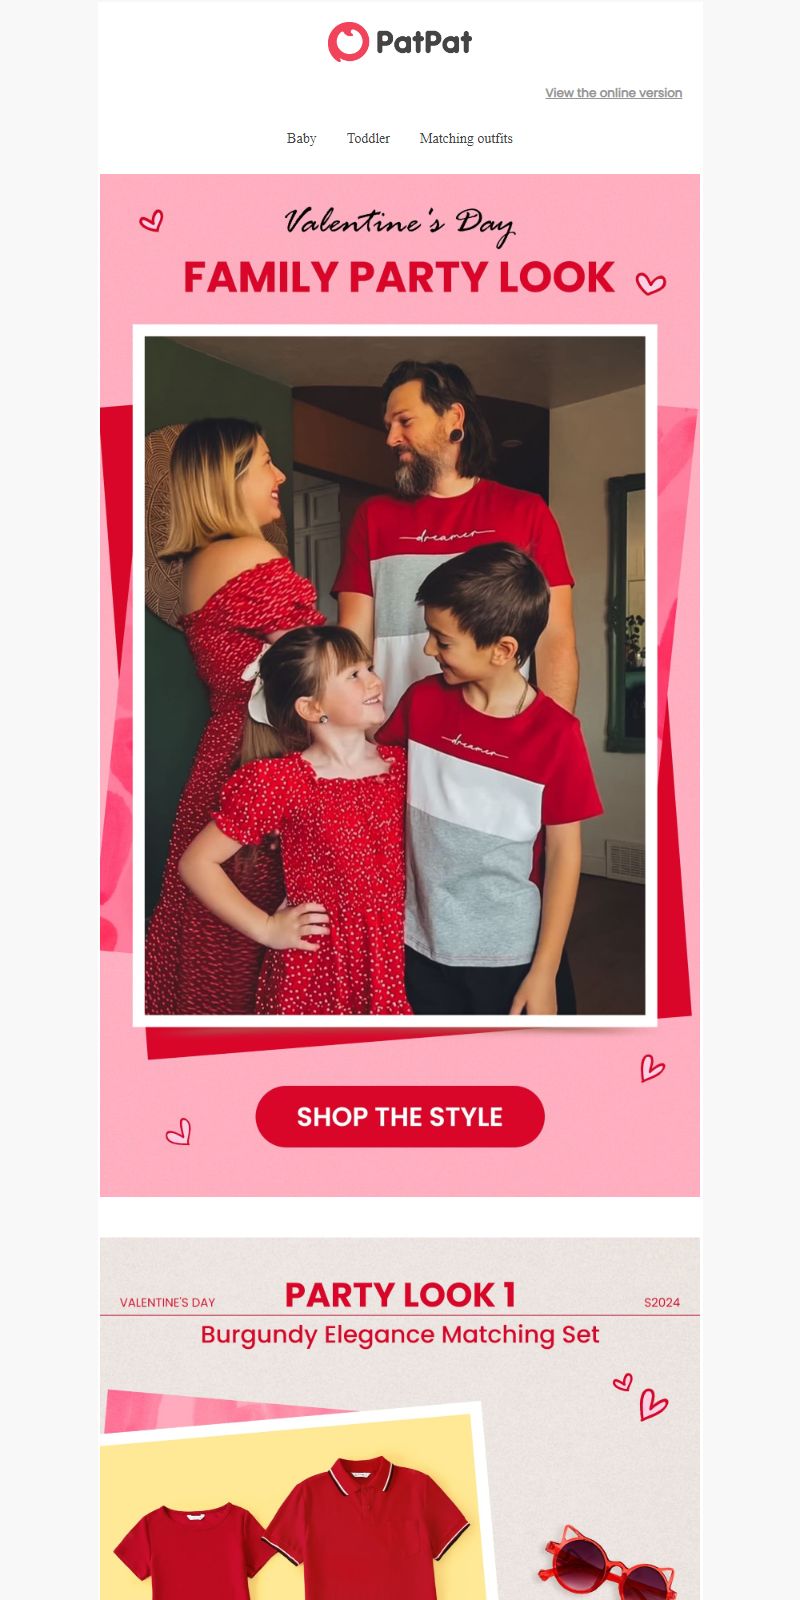 PatPat
View the online version
Baby Toddler Matching outfits
Valentine's Day
FAMILY PARTY LOOK
dreamer
dreamer
SHOP THE STYLE
PARTY LOOK 1
VALENTINE'S DAY
S2024
Burgundy Elegance Matching Set